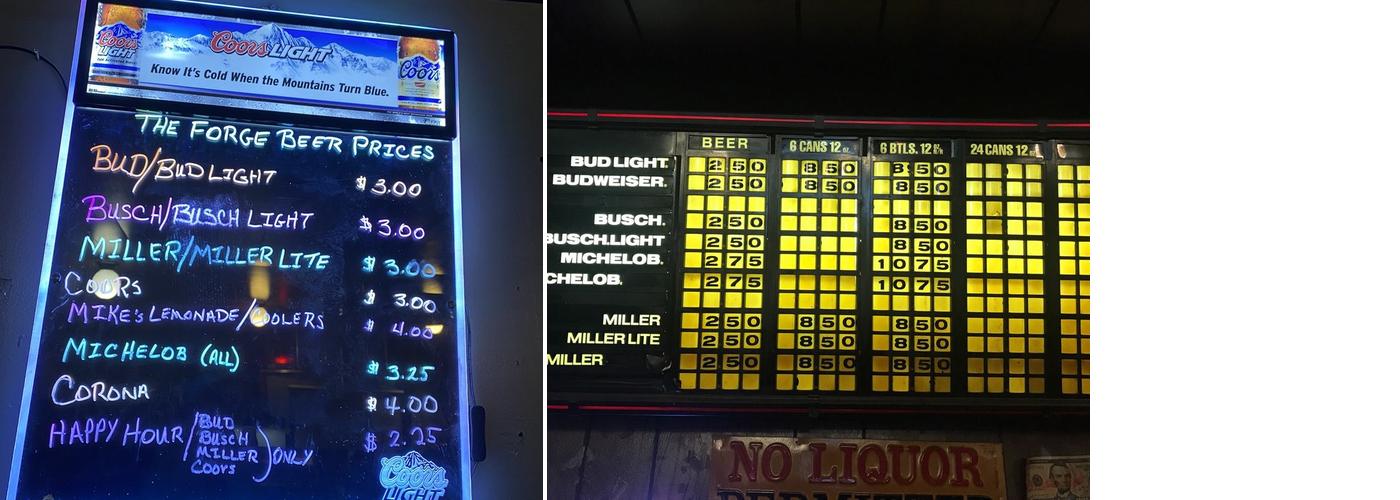 Coors LIGHT
Know It's Cold When the Mountains Turn Blue.
THE FORGE BEER PRICES
BUD/BUD LIGHT $3.00
BUSCH/BUSCH LIGHT $3.00
MILLER/MILLER LITE $3.00
COORS 3.00
MIKE'S LEMONADE/COOLERS $4.00
MICHELOB (ALL) $3.25
CORONA $4.00
HAPPY HOUR/BUD BUSCH MILLER COORS) ONLY $2.25
Coors
LIGHT
BEER 6 CANS 12 OZ. 6 BTLS. 12 24 CANS 12
BUD LIGHT. 250 850 850
BUDWEISER. 250 850 850
BUSCH. 250 850
BUSCH.LIGHT 250 850
MICHELOB. 275 1075
CHELOB. 275 1075
MILLER 250 850 850
MILLER LITE 250 850 850
MILLER 250 850 850
NO LIQUOR
PERMITTED